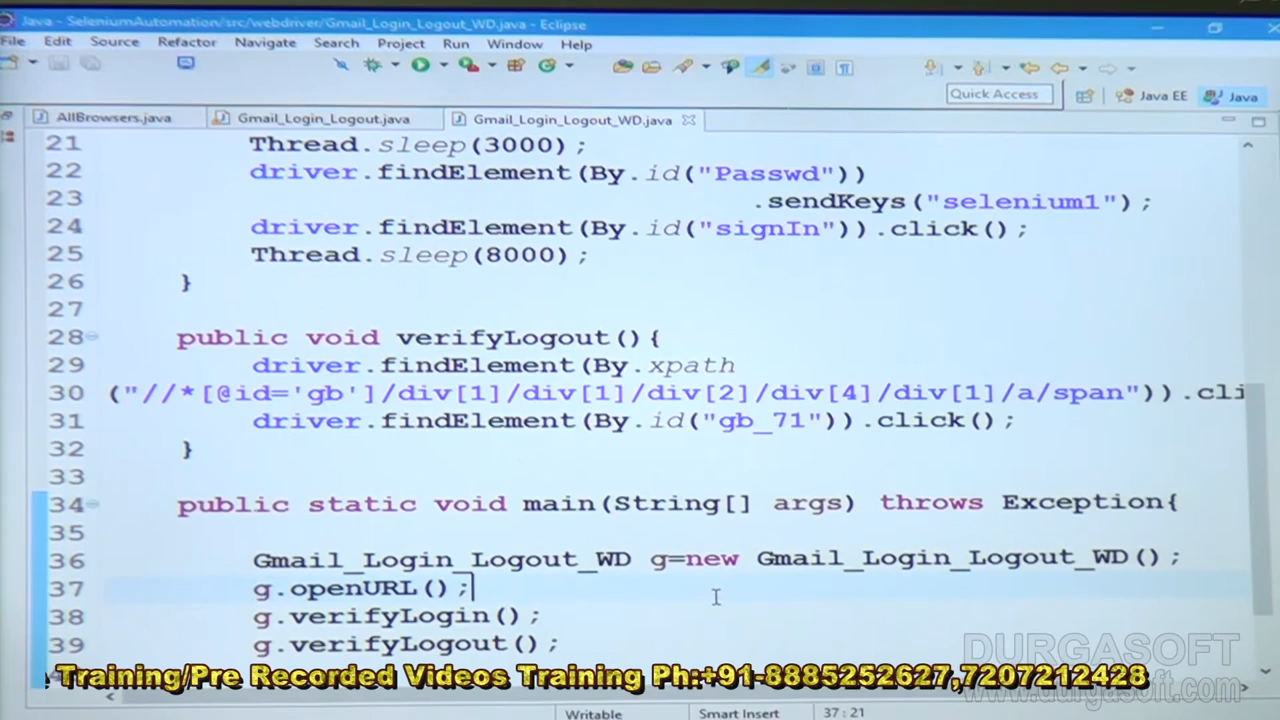 Java - SeleniumAutomation/src/webdriver/Gmail_Login_Logout_WD.java - Eclipse
File Edit Source Refactor Navigate Search Project Run Window Help
Quick Access Java EE Java
AllBrowsers.java Gmail_Login_Logout.java Gmail_Login_Logout_WD.java
21 Thread.sleep(3000);
22 driver.findElement(By.id("Passwd"))
23 .sendKeys("selenium1");
24 driver.findElement(By.id("signIn")).click();
25 Thread.sleep(8000);
26 }
27
28 public void verifyLogout(){
29 driver.findElement(By.xpath
30 ("//*[@id='gb']/div[1]/div[1]/div[2]/div[4]/div[1]/a/span")).cli
31 driver.findElement(By.id("gb_71")).click();
32 }
33
34 public static void main(String[] args) throws Exception{
35
36 Gmail_Login_Logout_WD g=new Gmail_Login_Logout_WD();
37 g.openURL();
38 g.verifyLogin();
39 g.verifyLogout();
DURGASOFT
Training/Pre Recorded Videos Training Ph:+91-8885252627,7207212428
www.durgasoft.com
Writable Smart Insert 37:21